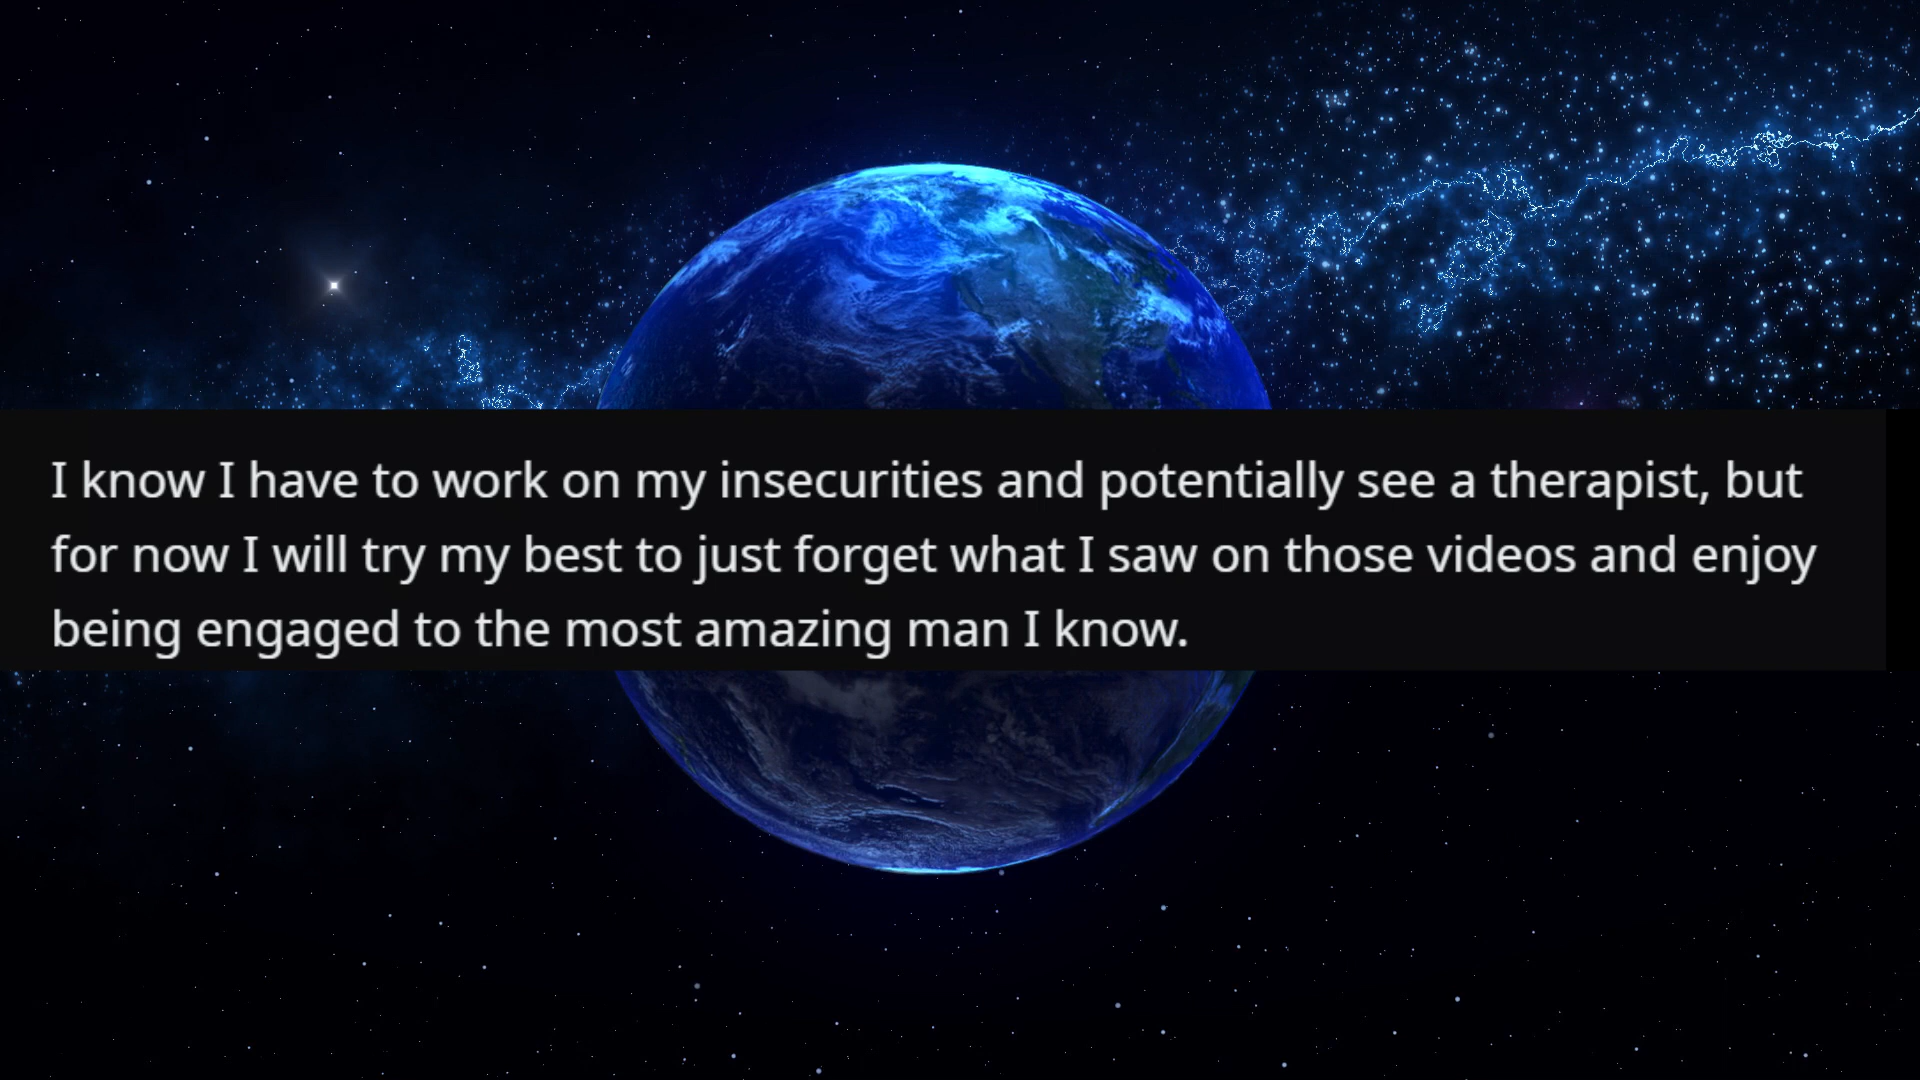 I know I have to work on my insecurities and potentially see a therapist, but
for now I will try my best to just forget what I saw on those videos and enjoy
being engaged to the most amazing man I know.